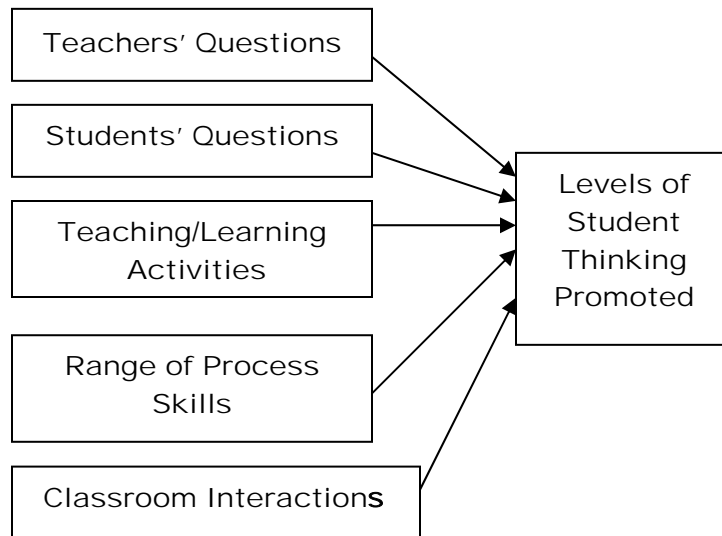 Teachers’ Questions
Students’ Questions
Teaching/Learning
Activities
Range of Process
Skills
Classroom Interactions
Levels of
Student
Thinking
Promoted